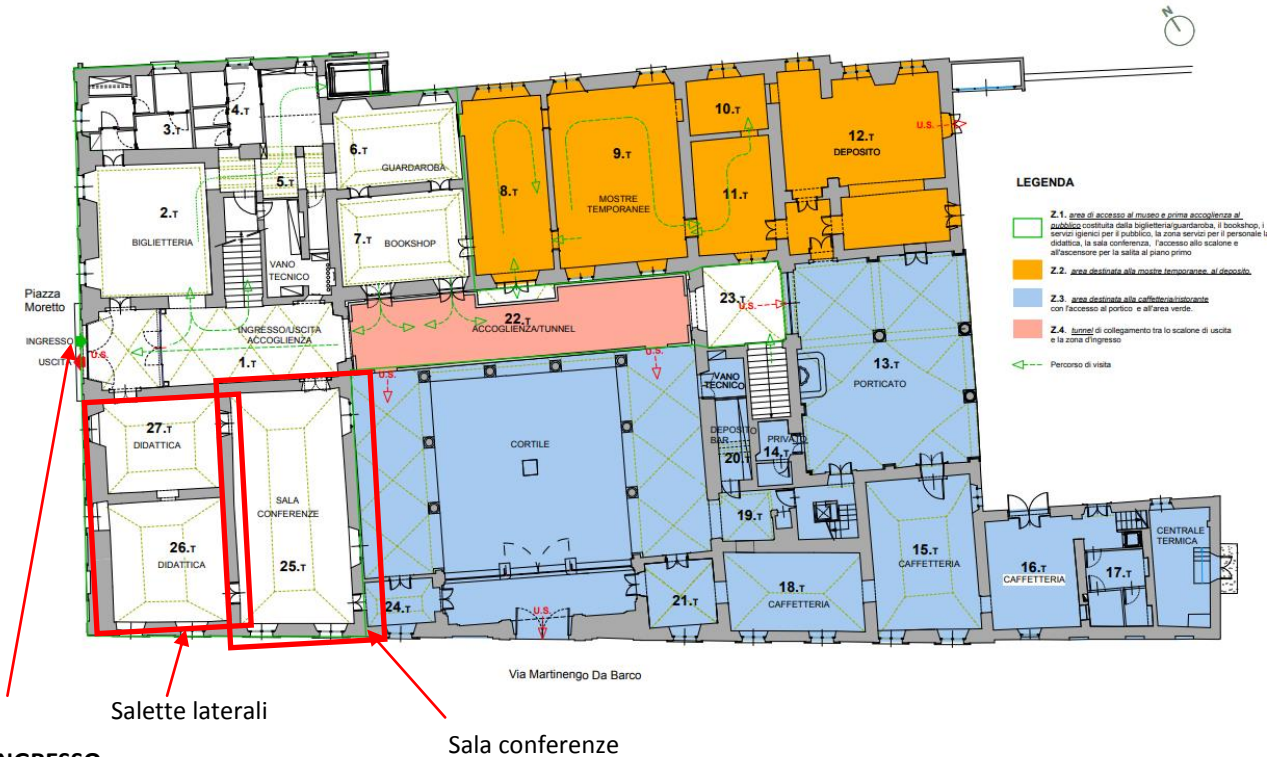 N
10.T
12.T
DEPOSITO
U.S.
3.T
4.T
6.T
GUARDAROBA
9.T
MOSTRE
TEMPORANEE
8.T
11.T
5.T
2.T
BIGLIETTERIA
7.T
BOOKSHOP
VANO
TECNICO
LEGENDA
Z.1. area di accesso al museo e prima accoglienza al
pubblico costituita dalla biglietteria/guardaroba, il bookshop, i
servizi igienici per il pubblico, la zona servizi per il personale la
didattica, la sala conferenza, l'accesso allo scalone e
all'ascensore per la salita al piano primo
Z.2. area destinata alla mostre temporanee, al deposito.
Z.3. area destinata alla caffetteria/ristorante
con l'accesso al portico e all'area verde.
Z.4. tunnel di collegamento tra lo scalone di uscita
e la zona d'ingresso
Percorso di visita
Piazza
Moretto
INGRESSO
USCITA
U.S.
INGRESSO/USCITA
ACCOGLIENZA
1.T
22.T
ACCOGLIENZA/TUNNEL
23.T
U.S.
U.S.
U.S.
VANO
TECNICO
13.T
PORTICATO
27.T
DIDATTICA
CORTILE
DEPOSITO
BAR
20.T
PRIVATO
14.T
SALA
CONFERENZE
25.T
26.T
DIDATTICA
19.T
15.T
CAFFETTERIA
16.T
CAFFETTERIA
17.T
CENTRALE
TERMICA
24.T
U.S.
21.T
18.T
CAFFETTERIA
Via Martinengo Da Barco
Salette laterali
Sala conferenze
NGRESSO